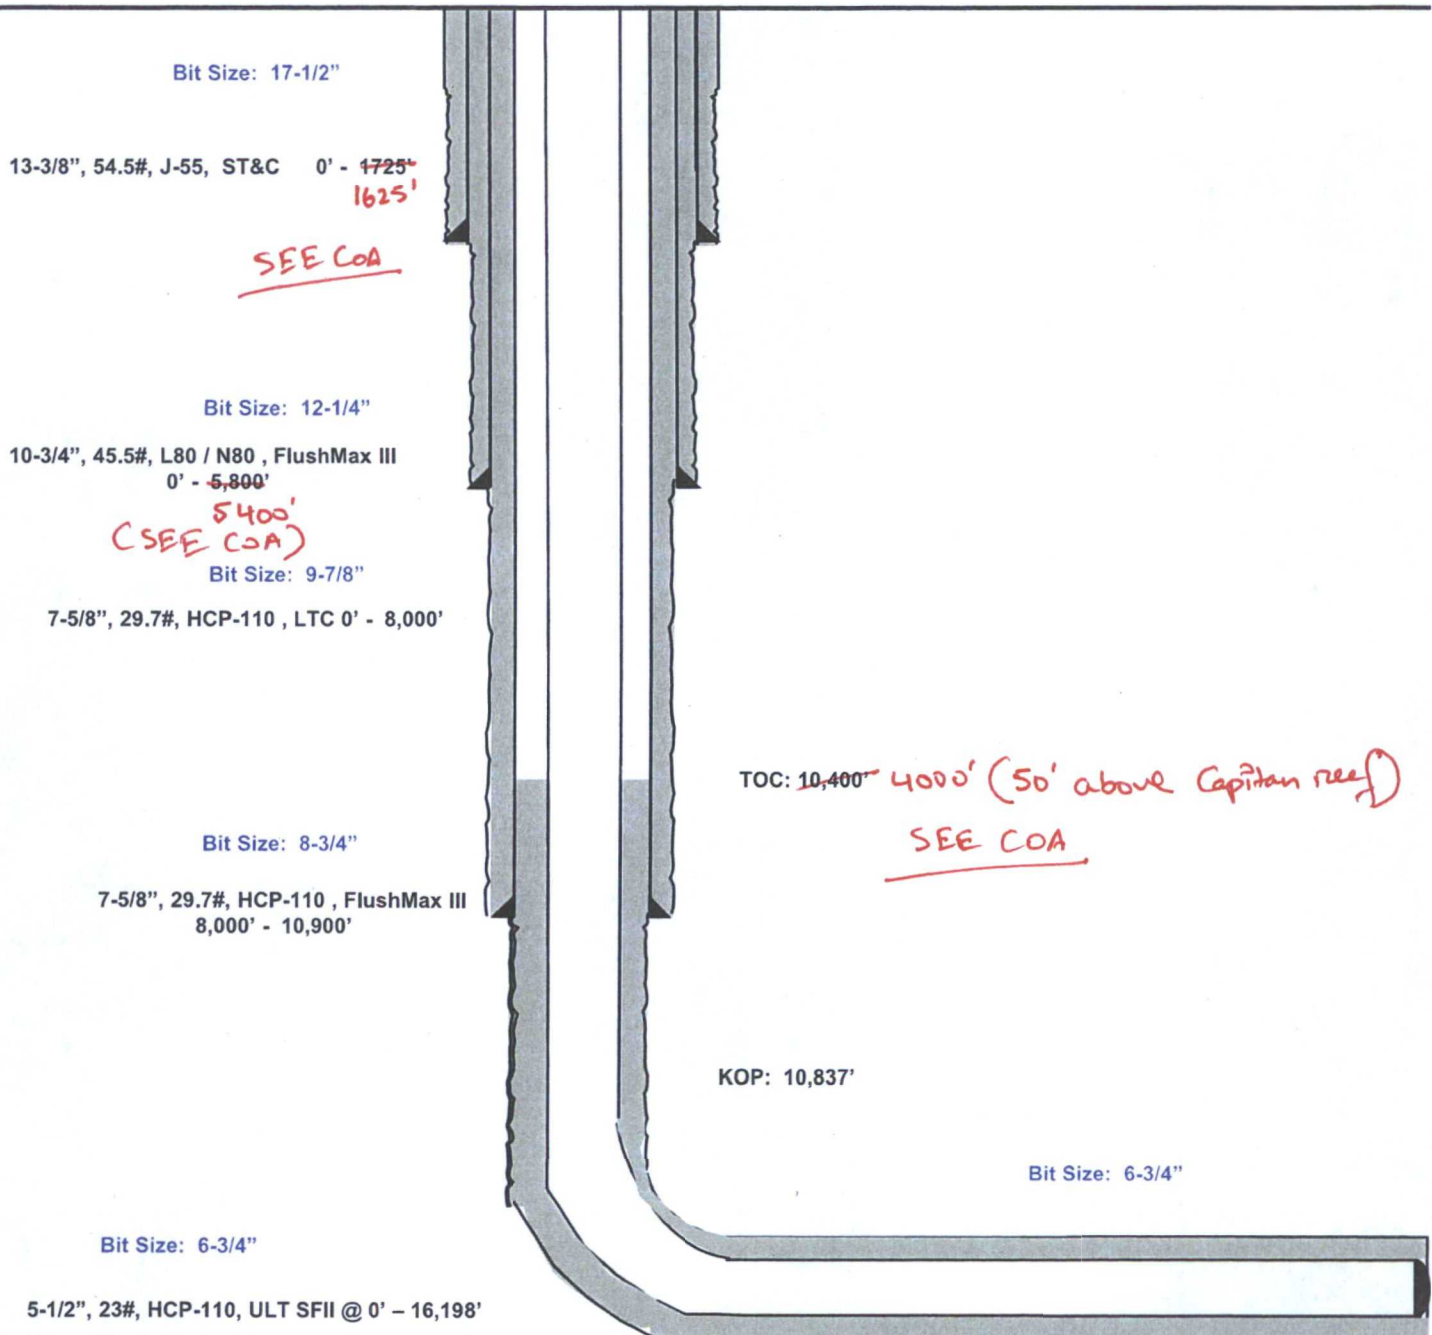 Bit Size: 17-1/2”
13-3/8”, 54.5#, J-55, ST&C 0’ - 1725’
1625'
SEE COA
Bit Size: 12-1/4”
10-3/4”, 45.5#, L80 / N80 , FlushMax III
0’ - 5,800’
5400'
(SEE COA)
Bit Size: 9-7/8”
7-5/8”, 29.7#, HCP-110 , LTC 0’ - 8,000’
TOC: 10,400’ 4000' (50' above Capitan reef)
SEE COA
Bit Size: 8-3/4”
7-5/8”, 29.7#, HCP-110 , FlushMax III
8,000’ - 10,900’
KOP: 10,837’
Bit Size: 6-3/4”
Bit Size: 6-3/4”
5-1/2”, 23#, HCP-110, ULT SFII @ 0’ – 16,198’